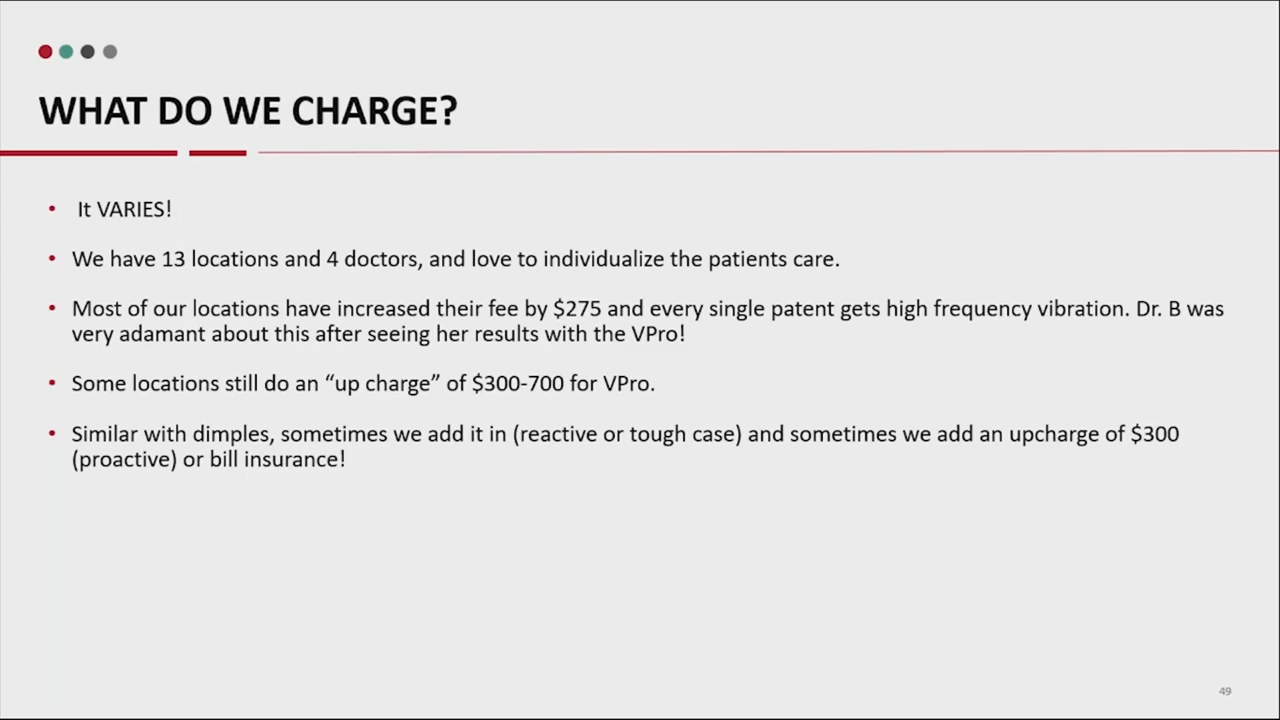 WHAT DO WE CHARGE?
• It VARIES!
• We have 13 locations and 4 doctors, and love to individualize the patients care.
• Most of our locations have increased their fee by $275 and every single patent gets high frequency vibration. Dr. B was
very adamant about this after seeing her results with the VPro!
• Some locations still do an “up charge” of $300-700 for VPro.
• Similar with dimples, sometimes we add it in (reactive or tough case) and sometimes we add an upcharge of $300
(proactive) or bill insurance!
49